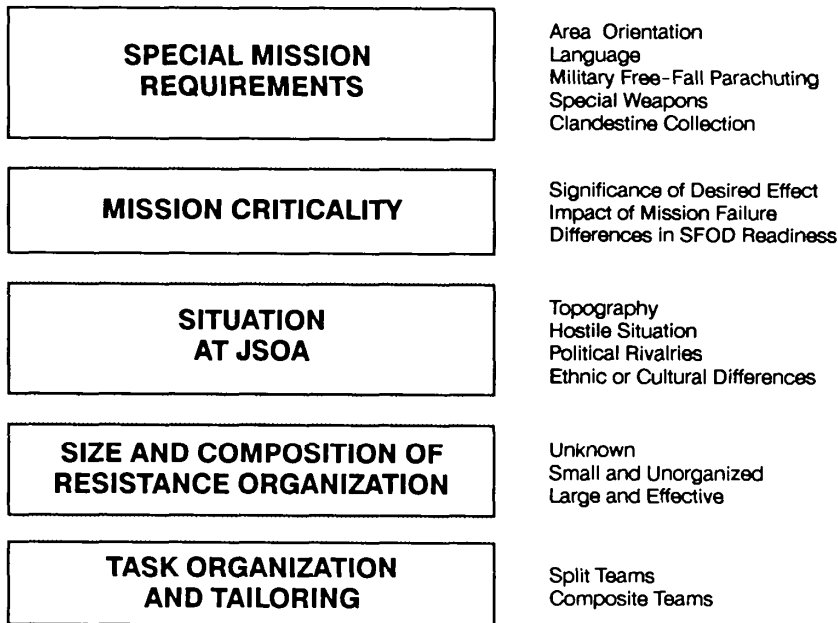 SPECIAL MISSION
REQUIREMENTS
Area Orientation
Language
Military Free-Fall Parachuting
Special Weapons
Clandestine Collection
MISSION CRITICALITY
Significance of Desired Effect
Impact of Mission Failure
Differences in SFOD Readiness
SITUATION
AT JSOA
Topography
Hostile Situation
Political Rivalries
Ethnic or Cultural Differences
SIZE AND COMPOSITION OF
RESISTANCE ORGANIZATION
Unknown
Small and Unorganized
Large and Effective
TASK ORGANIZATION
AND TAILORING
Split Teams
Composite Teams